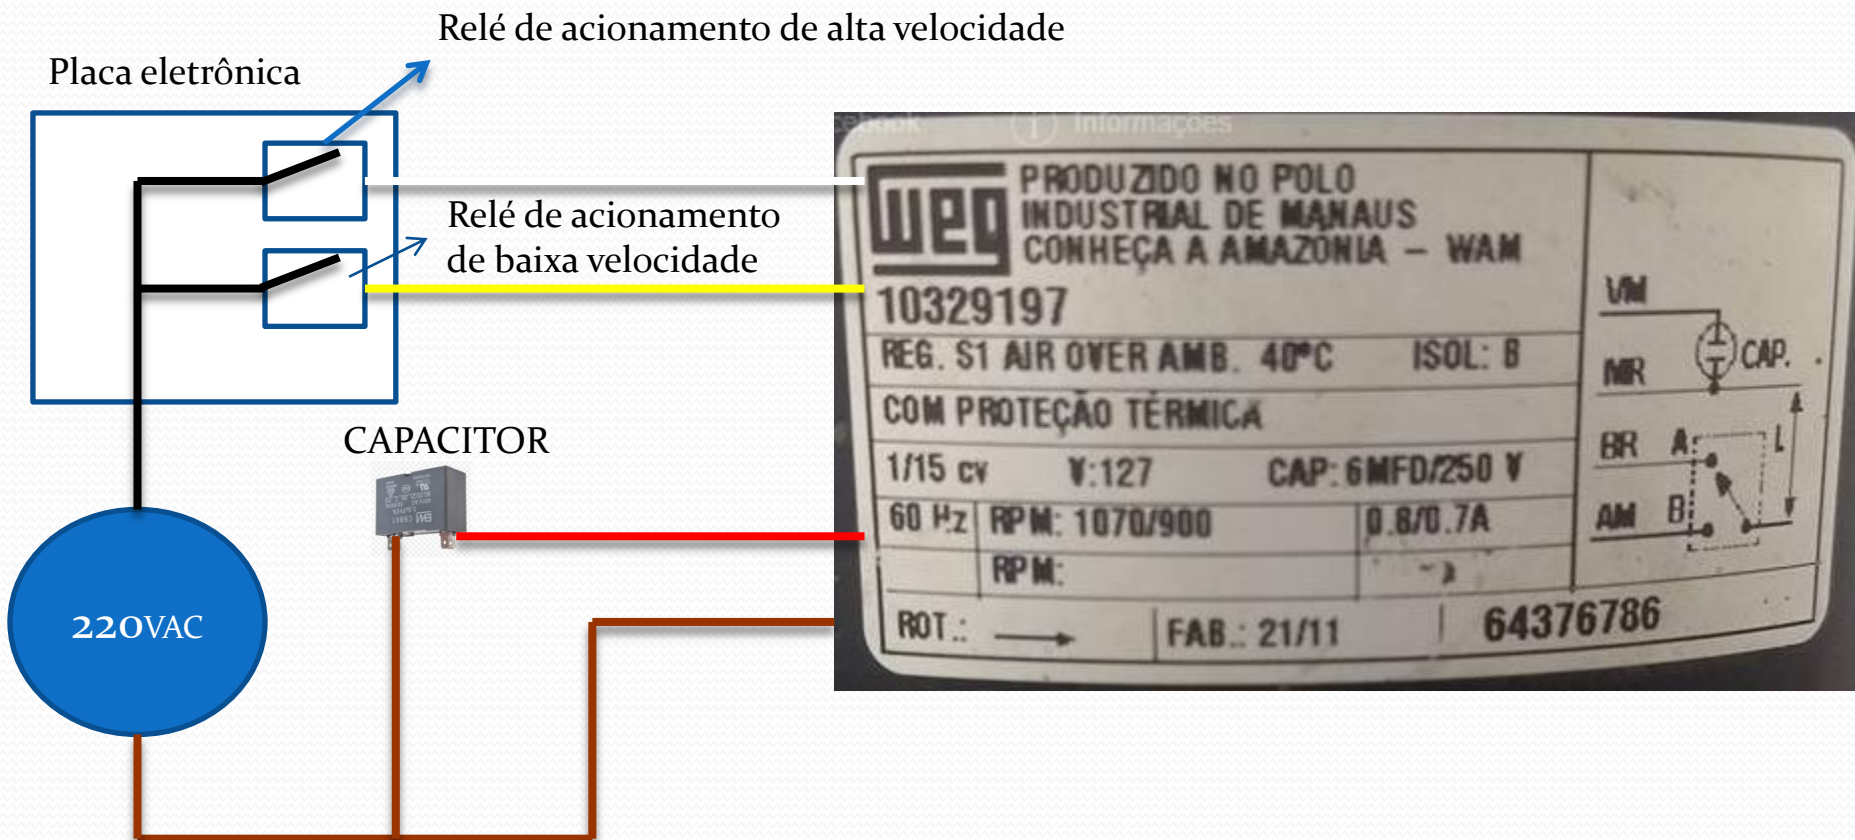 Relé de acionamento de alta velocidade
Placa eletrônica
Relé de acionamento
de baixa velocidade
CAPACITOR
220VAC
Informações
weg
PRODUZIDO NO POLO
INDUSTRIAL DE MANAUS
CONHEÇA A AMAZÔNIA – WAM
10329197
REG. S1 AIR OVER AMB. 40°C ISOL: B
COM PROTEÇÃO TÉRMICA
1/15 cv V:127 CAP: 6MFD/250 V
60 Hz RPM: 1070/900 0.8/0.7A
RPM:
ROT.: FAB.: 21/11 64376786
VM
CAP.
MR
BR A L
AM B